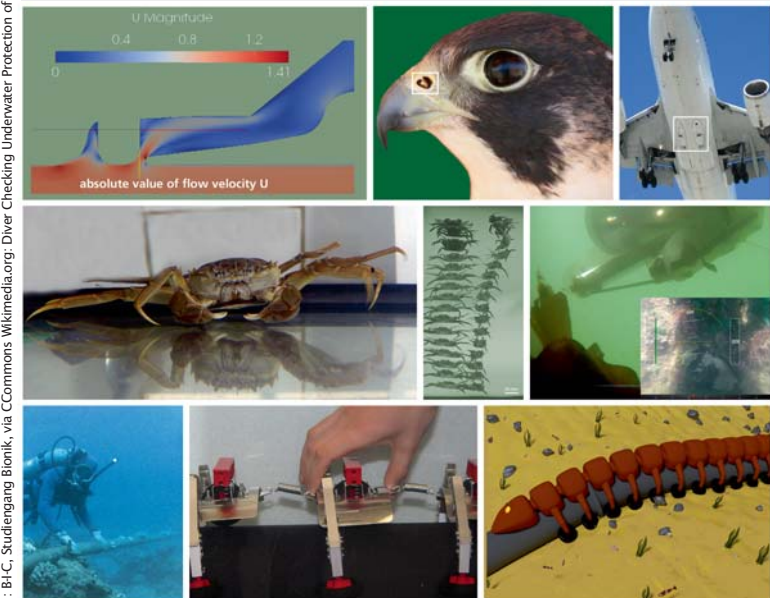 : BI-C, Studiengang Bionik, via CCommons Wikimedia.org: Diver Checking Underwater Protection of
U Magnitude
0.4 0.8 1.2
0 1.41
absolute value of flow velocity U